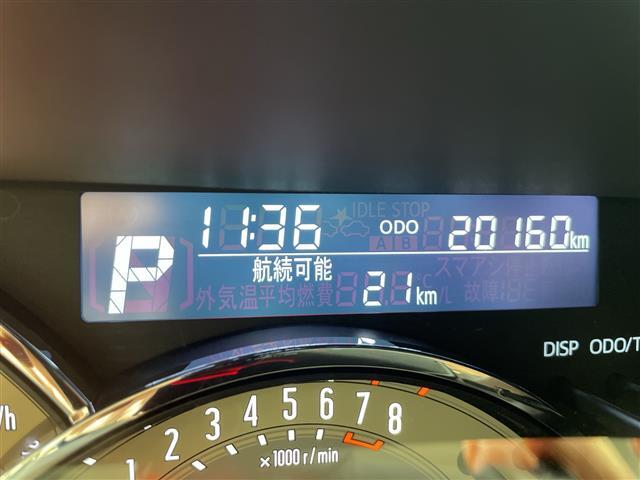 11:36 ODO 20160km
IDLE STOP
A B
P
航続可能
21km
外気温平均燃費
スマアシ
故障
DISP ODO/T
/h
1 2 3 4 5 6 7 8
×1000 r/min